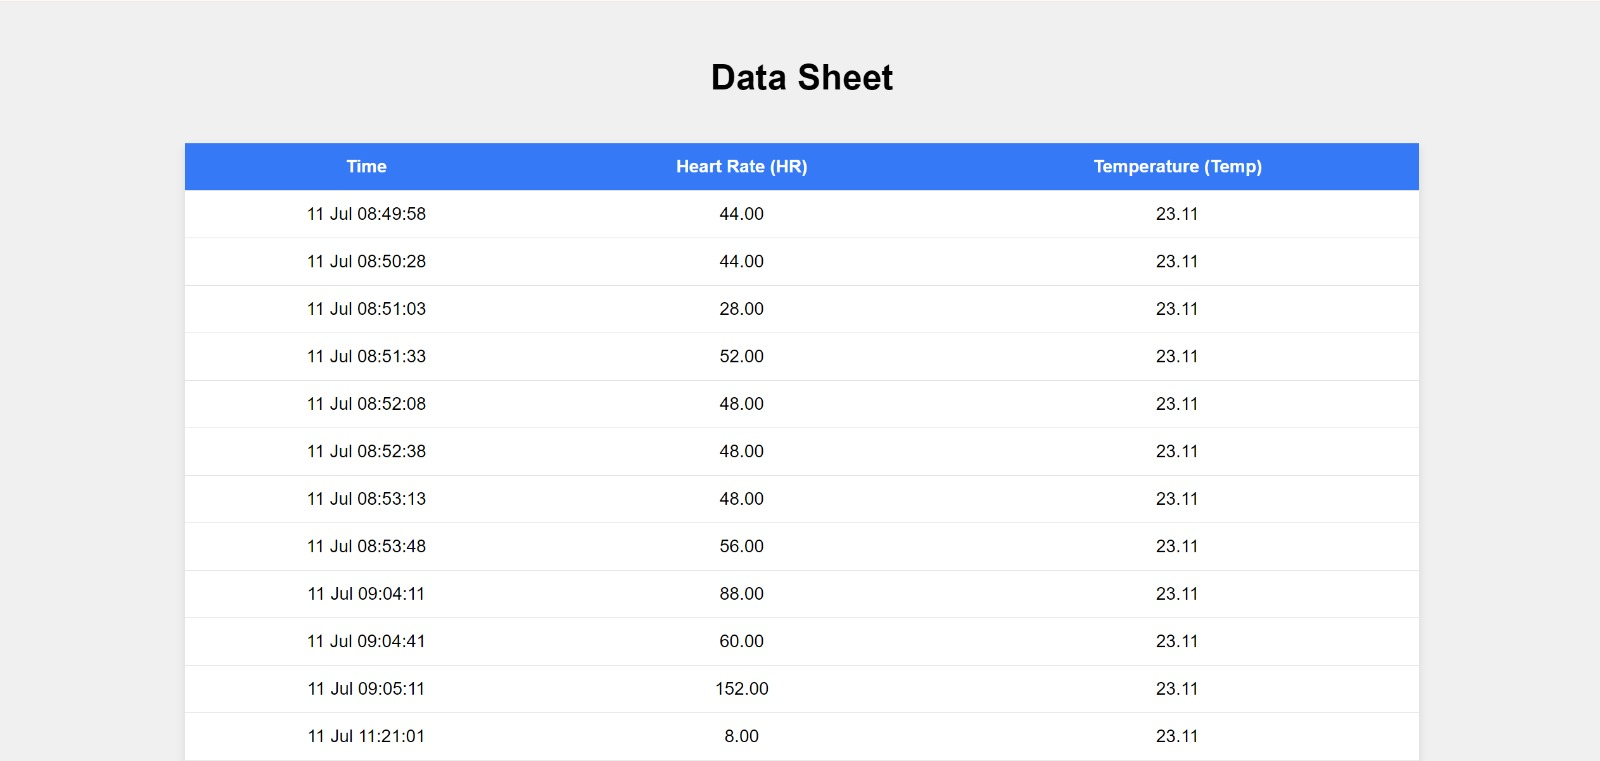 Data Sheet
Time Heart Rate (HR) Temperature (Temp)
11 Jul 08:49:58 44.00 23.11
11 Jul 08:50:28 44.00 23.11
11 Jul 08:51:03 28.00 23.11
11 Jul 08:51:33 52.00 23.11
11 Jul 08:52:08 48.00 23.11
11 Jul 08:52:38 48.00 23.11
11 Jul 08:53:13 48.00 23.11
11 Jul 08:53:48 56.00 23.11
11 Jul 09:04:11 88.00 23.11
11 Jul 09:04:41 60.00 23.11
11 Jul 09:05:11 152.00 23.11
11 Jul 11:21:01 8.00 23.11